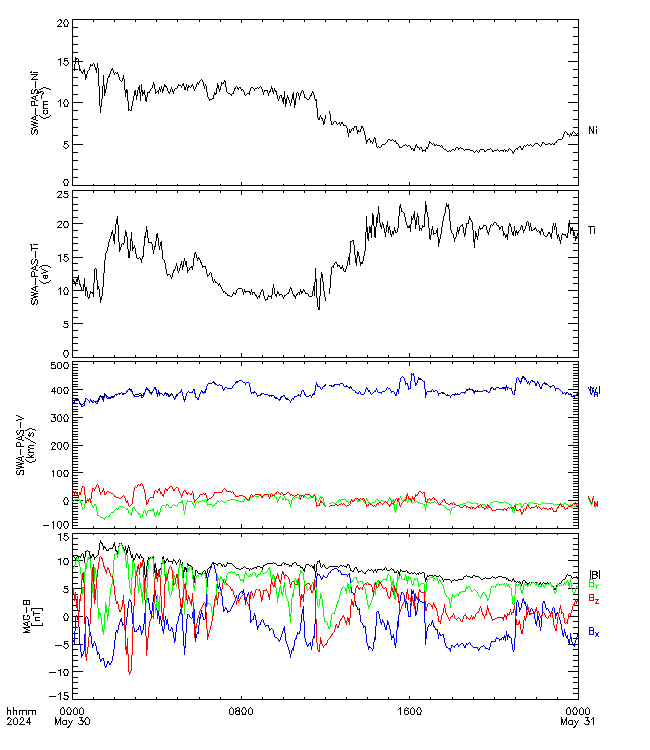 20
15
10
5
0
SWA-PAS-Ni
(cm-3)
Ni
25
20
15
10
5
0
SWA-PAS-Ti
(eV)
Ti
500
400
300
200
100
0
-100
SWA-PAS-V
(km/s)
15
10
5
0
-5
-10
-15
MAG-B
[nT]
|B|
BY
BZ
BX
hhmm 0000 0800 1600 0000
2024 May 30 May 31